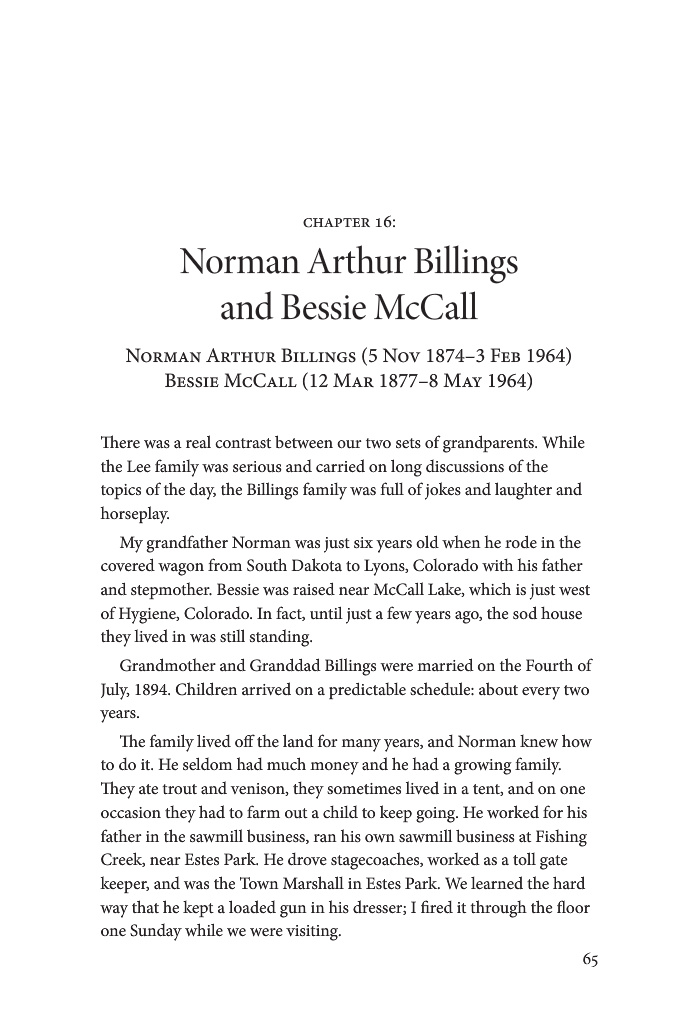 CHAPTER 16:
Norman Arthur Billings
and Bessie McCall
Norman Arthur Billings (5 Nov 1874–3 Feb 1964)
Bessie McCall (12 Mar 1877–8 May 1964)
There was a real contrast between our two sets of grandparents. While
the Lee family was serious and carried on long discussions of the
topics of the day, the Billings family was full of jokes and laughter and
horseplay.
My grandfather Norman was just six years old when he rode in the
covered wagon from South Dakota to Lyons, Colorado with his father
and stepmother. Bessie was raised near McCall Lake, which is just west
of Hygiene, Colorado. In fact, until just a few years ago, the sod house
they lived in was still standing.
Grandmother and Granddad Billings were married on the Fourth of
July, 1894. Children arrived on a predictable schedule: about every two
years.
The family lived off the land for many years, and Norman knew how
to do it. He seldom had much money and he had a growing family.
They ate trout and venison, they sometimes lived in a tent, and on one
occasion they had to farm out a child to keep going. He worked for his
father in the sawmill business, ran his own sawmill business at Fishing
Creek, near Estes Park. He drove stagecoaches, worked as a toll gate
keeper, and was the Town Marshall in Estes Park. We learned the hard
way that he kept a loaded gun in his dresser; I fired it through the floor
one Sunday while we were visiting.
65